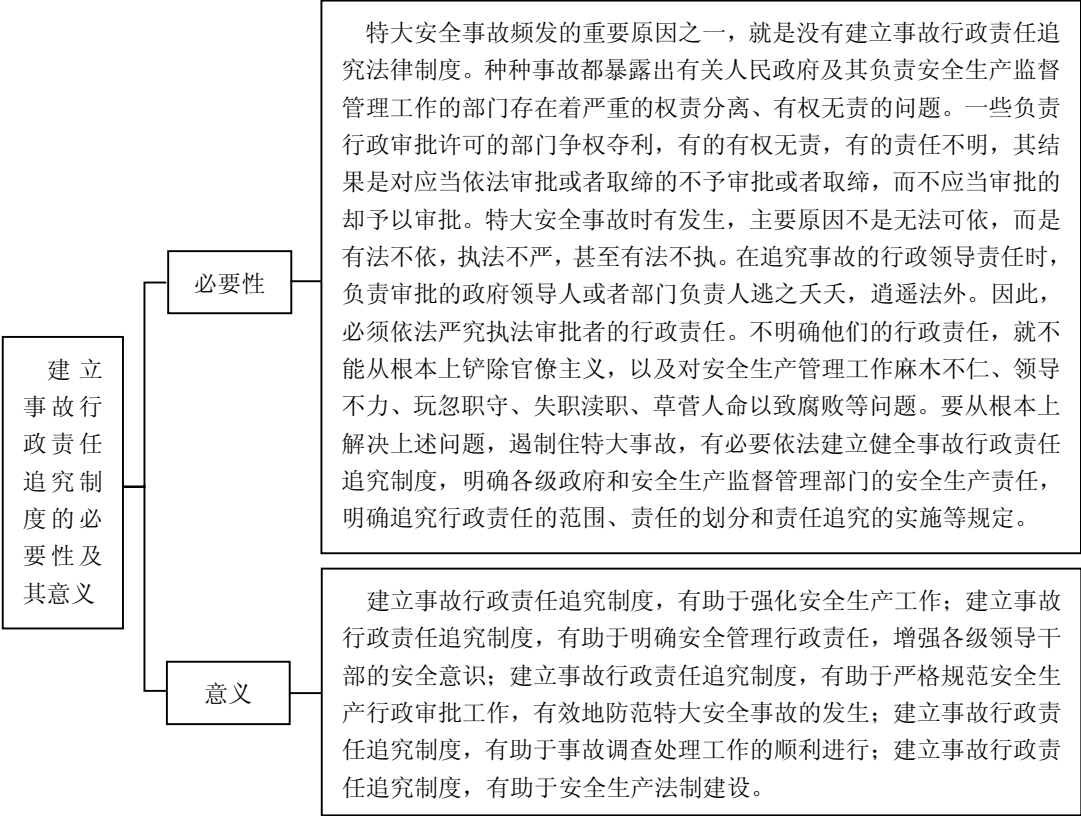 建立
事故行
政责任
追究制
度的必
要性及
其意义
必要性
特大安全事故频发的重要原因之一，就是没有建立事故行政责任追
究法律制度。种种事故都暴露出有关人民政府及其负责安全生产监督
管理工作的部门存在着严重的权责分离、有权无责的问题。一些负责
行政审批许可的部门争权夺利，有的有权无责，有的责任不明，其结
果是对应当依法审批或者取缔的不予审批或者取缔，而不应当审批的
却予以审批。特大安全事故时有发生，主要原因不是无法可依，而是
有法不依，执法不严，甚至有法不执。在追究事故的行政领导责任时，
负责审批的政府领导人或者部门负责人逃之夭夭，逍遥法外。因此，
必须依法严究执法审批者的行政责任。不明确他们的行政责任，就不
能从根本上铲除官僚主义，以及对安全生产管理工作麻木不仁、领导
不力、玩忽职守、失职渎职、草菅人命以致腐败等问题。要从根本上
解决上述问题，遏制住特大事故，有必要依法建立健全事故行政责任
追究制度，明确各级政府和安全生产监督管理部门的安全生产责任，
明确追究行政责任的范围、责任的划分和责任追究的实施等规定。
意义
建立事故行政责任追究制度，有助于强化安全生产工作；建立事故
行政责任追究制度，有助于明确安全管理行政责任，增强各级领导干
部的安全意识；建立事故行政责任追究制度，有助于严格规范安全生
产行政审批工作，有效地防范特大安全事故的发生；建立事故行政责
任追究制度，有助于事故调查处理工作的顺利进行；建立事故行政责
任追究制度，有助于安全生产法制建设。